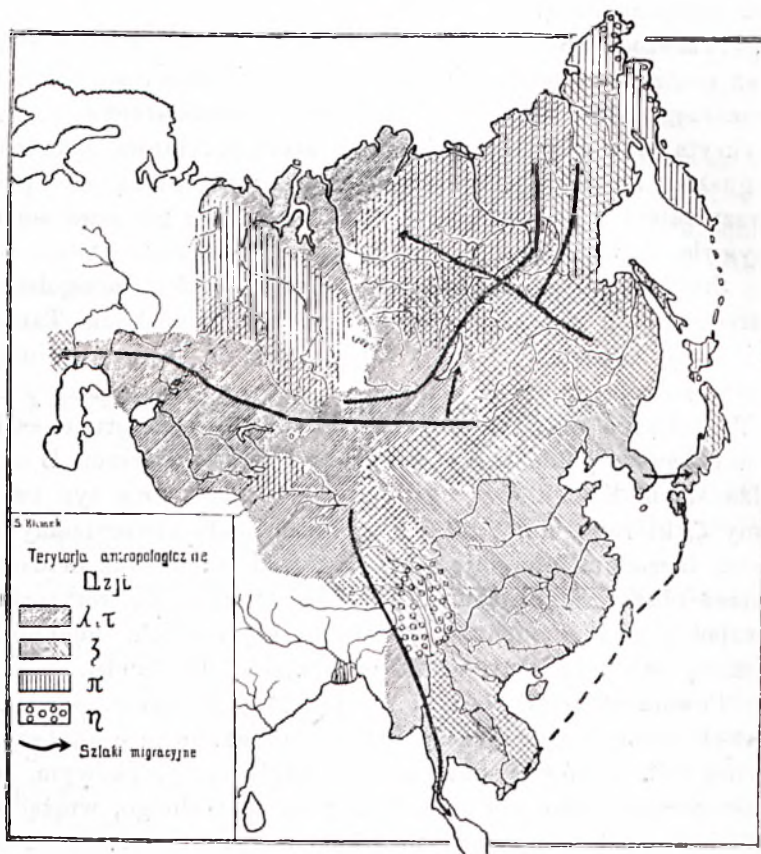 S. Klimek
Terytorja antropologiczne
Azji
λ.τ
ξ
π
η
Szlaki migracyjne